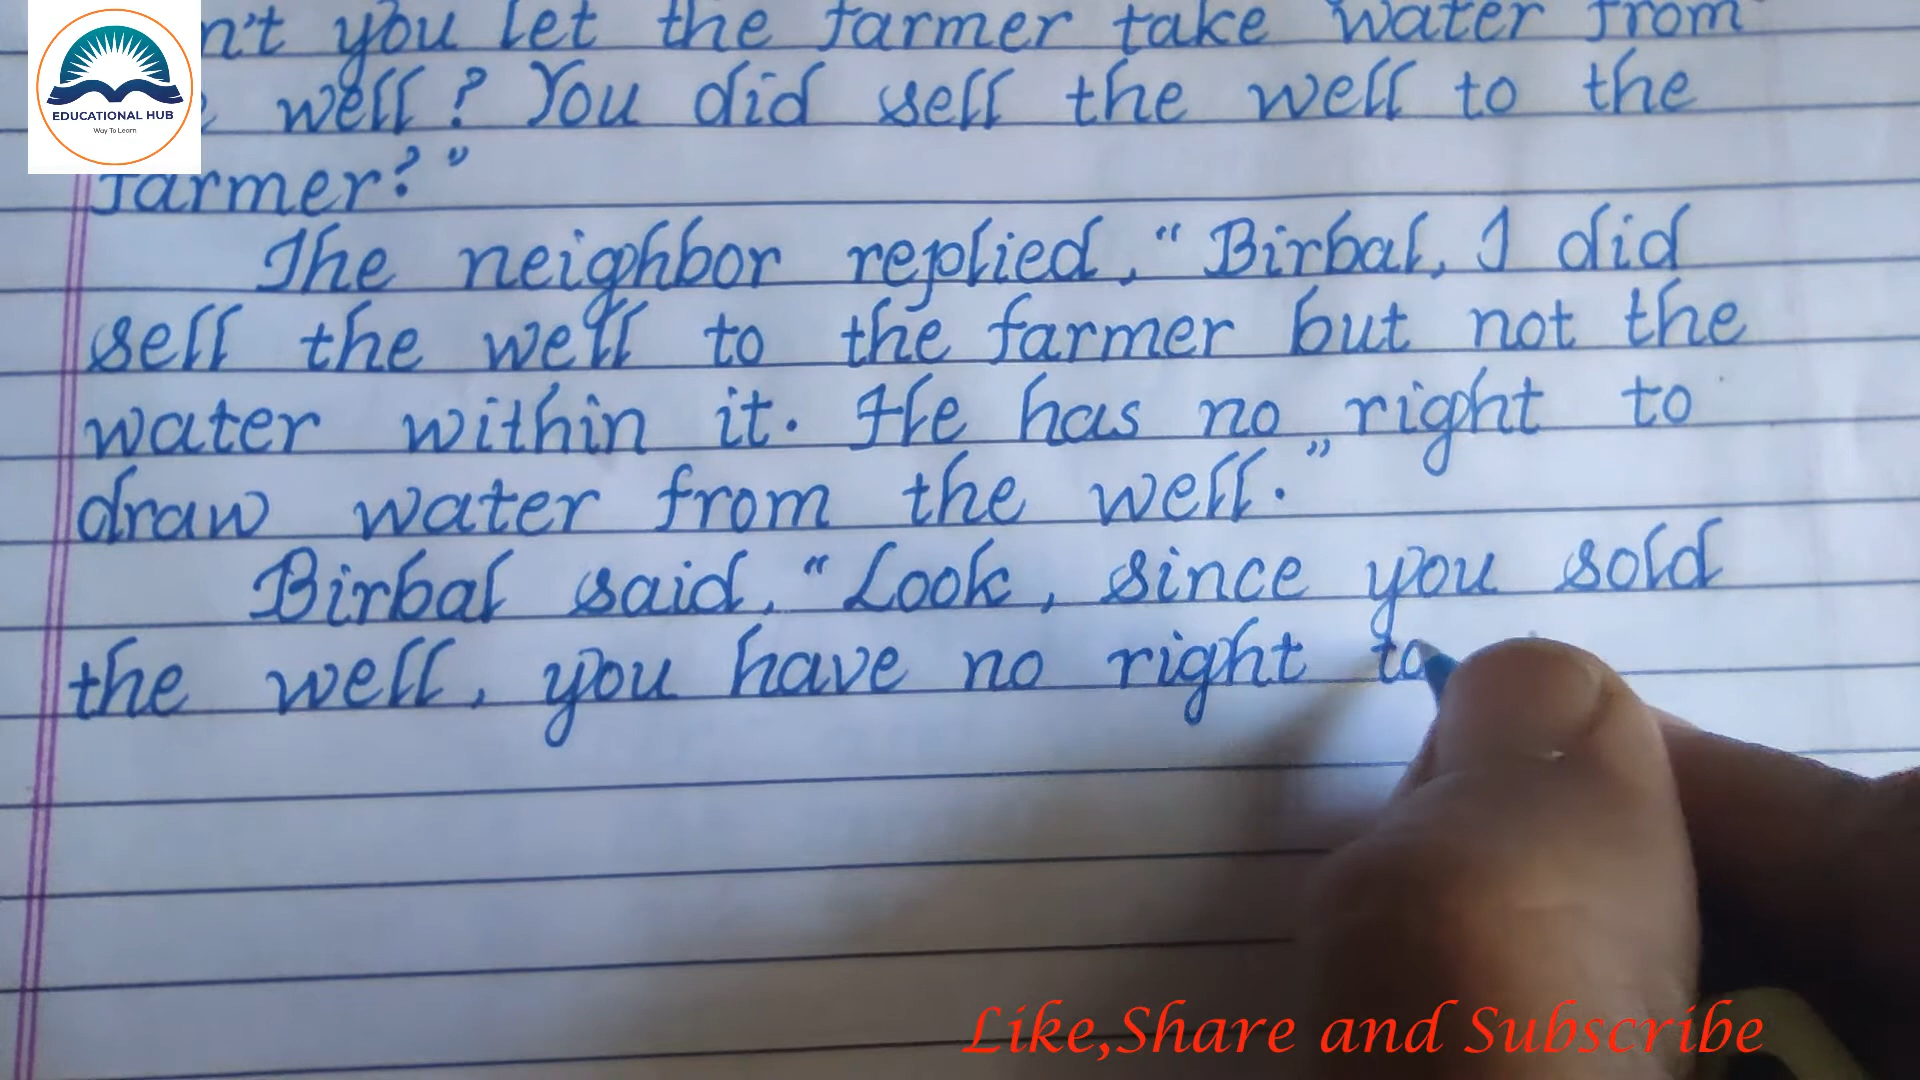 n't you let the farmer take water from
EDUCATIONAL HUB
Way To Learn
well? You did sell the well to the
farmer?"
The neighbor replied, "Birbal, I did
sell the well to the farmer but not the
water within it. He has no right to
draw water from the well."
Birbal said, "Look, since you sold
the well, you have no right to
Like,Share and Subscribe